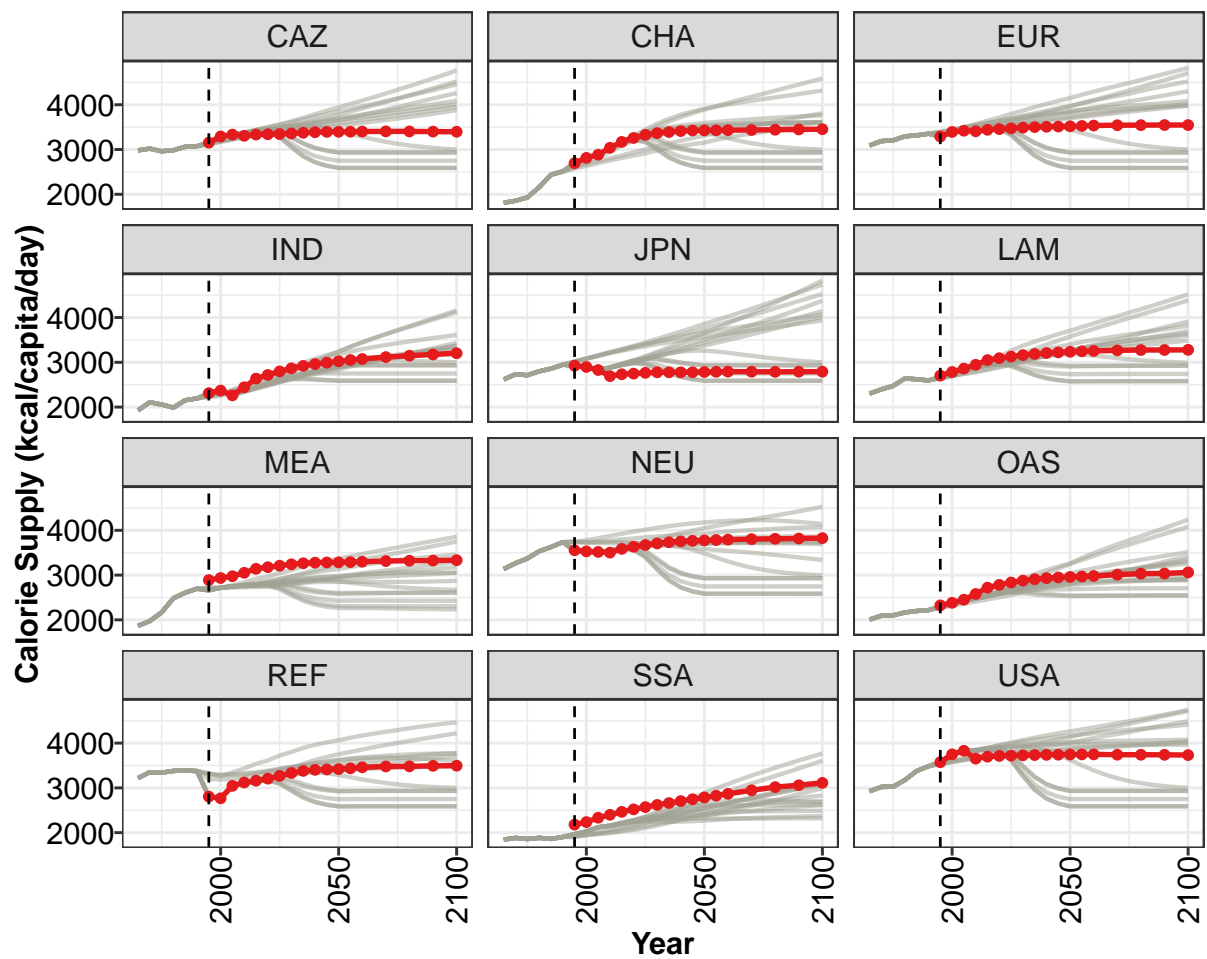 CAZ CHA EUR
4000
3000
2000
IND JPN LAM
4000
3000
2000
MEA NEU OAS
4000
3000
2000
REF SSA USA
4000
3000
2000
Calorie Supply (kcal/capita/day)
2000 2050 2100 2000 2050 2100 2000 2050 2100
Year